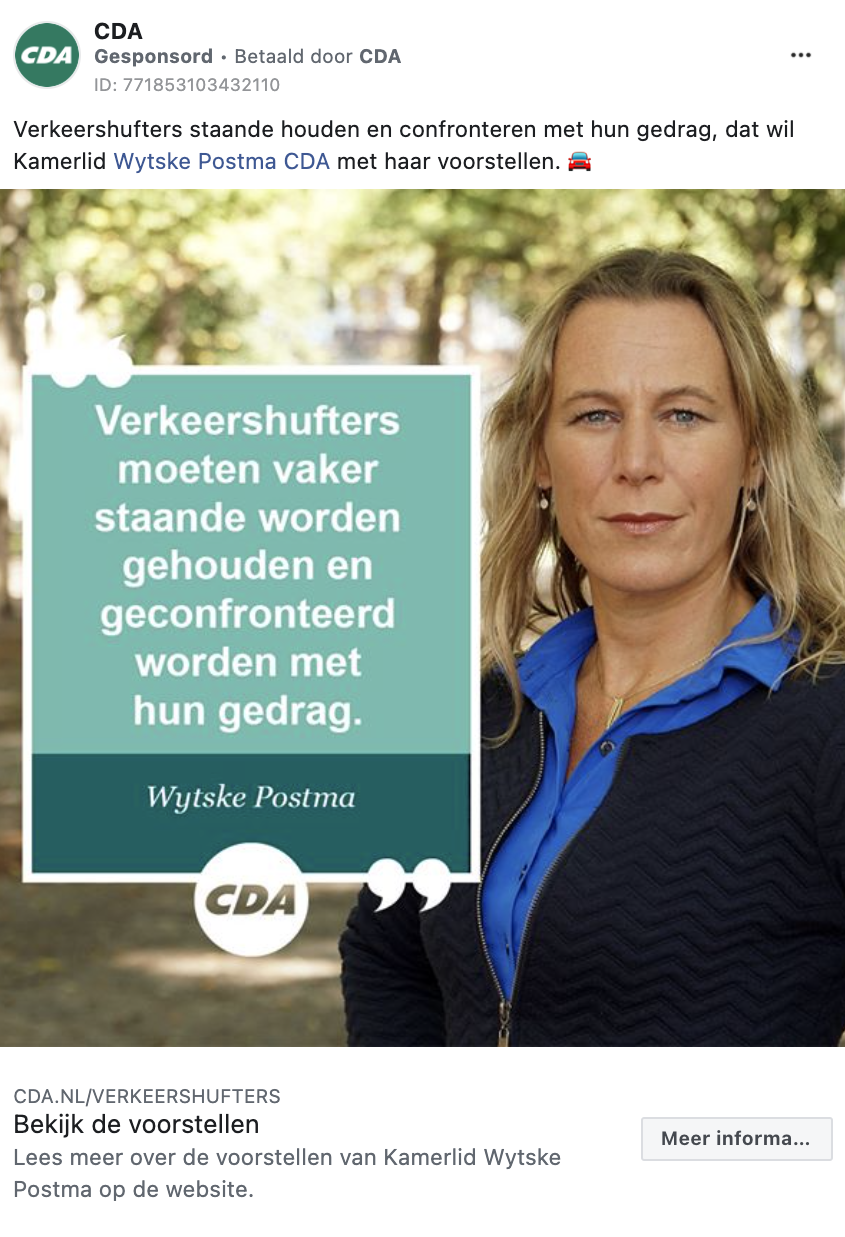 CDA
CDA
Gesponsord • Betaald door CDA
ID: 771853103432110
Verkeershufters staande houden en confronteren met hun gedrag, dat wil
Kamerlid Wytske Postma CDA met haar voorstellen. 🚘
“
Verkeershufters
moeten vaker
staande worden
gehouden en
geconfronteerd
worden met
hun gedrag.
Wytske Postma
CDA
”
CDA.NL/VERKEERSHUFTERS
Bekijk de voorstellen
Lees meer over de voorstellen van Kamerlid Wytske
Postma op de website.
Meer informa...